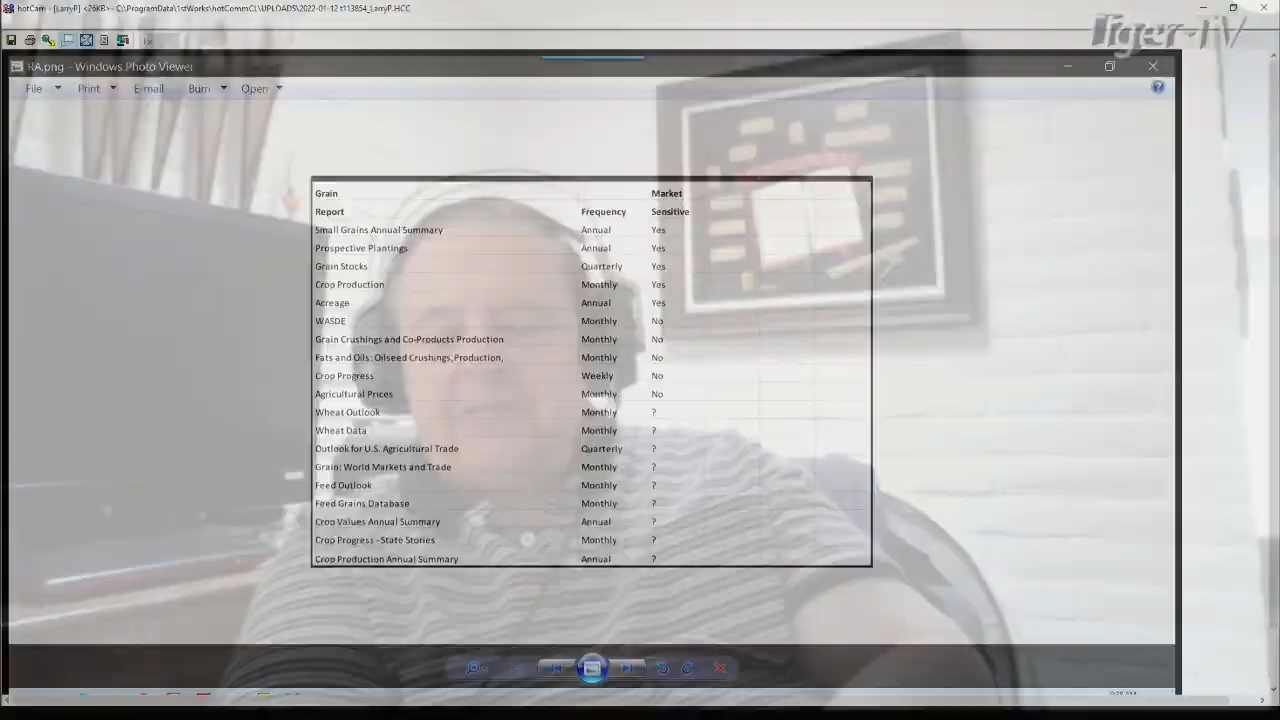 hotCam - [LarryP] <26KB>- C:\ProgramData\1stWorks\hotCommCL\UPLOADS\2022-01-12 t113854_LarryP.HCC
Tiger-TV
RA.png - Windows Photo Viewer
File Print E-mail Burn Open
Grain Market
Report Frequency Sensitive
Small Grains Annual Summary Annual Yes
Prospective Plantings Annual Yes
Grain Stocks Quarterly Yes
Crop Production Monthly Yes
Acreage Annual Yes
WASDE Monthly No
Grain Crushings and Co-Products Production Monthly No
Fats and Oils: Oilseed Crushings, Production, Monthly No
Crop Progress Weekly No
Agricultural Prices Monthly No
Wheat Outlook Monthly ?
Wheat Data Monthly ?
Outlook for U.S. Agricultural Trade Quarterly ?
Grain: World Markets and Trade Monthly ?
Feed Outlook Monthly ?
Feed Grains Database Monthly ?
Crop Values Annual Summary Annual ?
Crop Progress - State Stories Monthly ?
Crop Production Annual Summary Annual ?